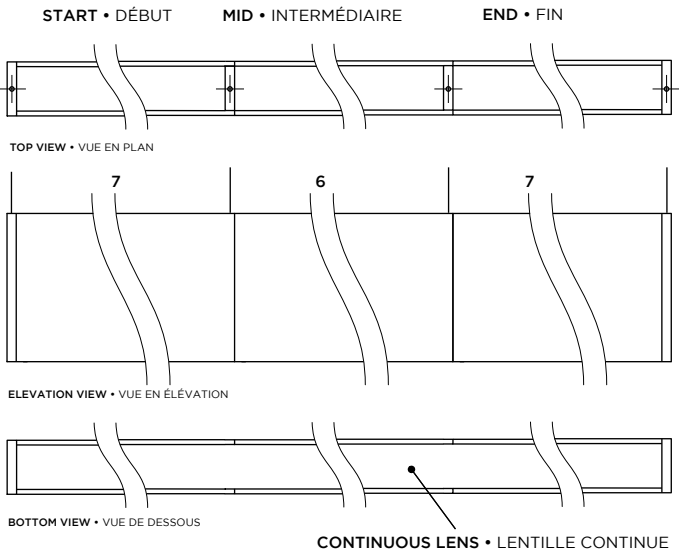 START • DÉBUT MID • INTERMÉDIAIRE END • FIN
TOP VIEW • VUE EN PLAN
7 6 7
ELEVATION VIEW • VUE EN ÉLÉVATION
BOTTOM VIEW • VUE DE DESSOUS
CONTINUOUS LENS • LENTILLE CONTINUE